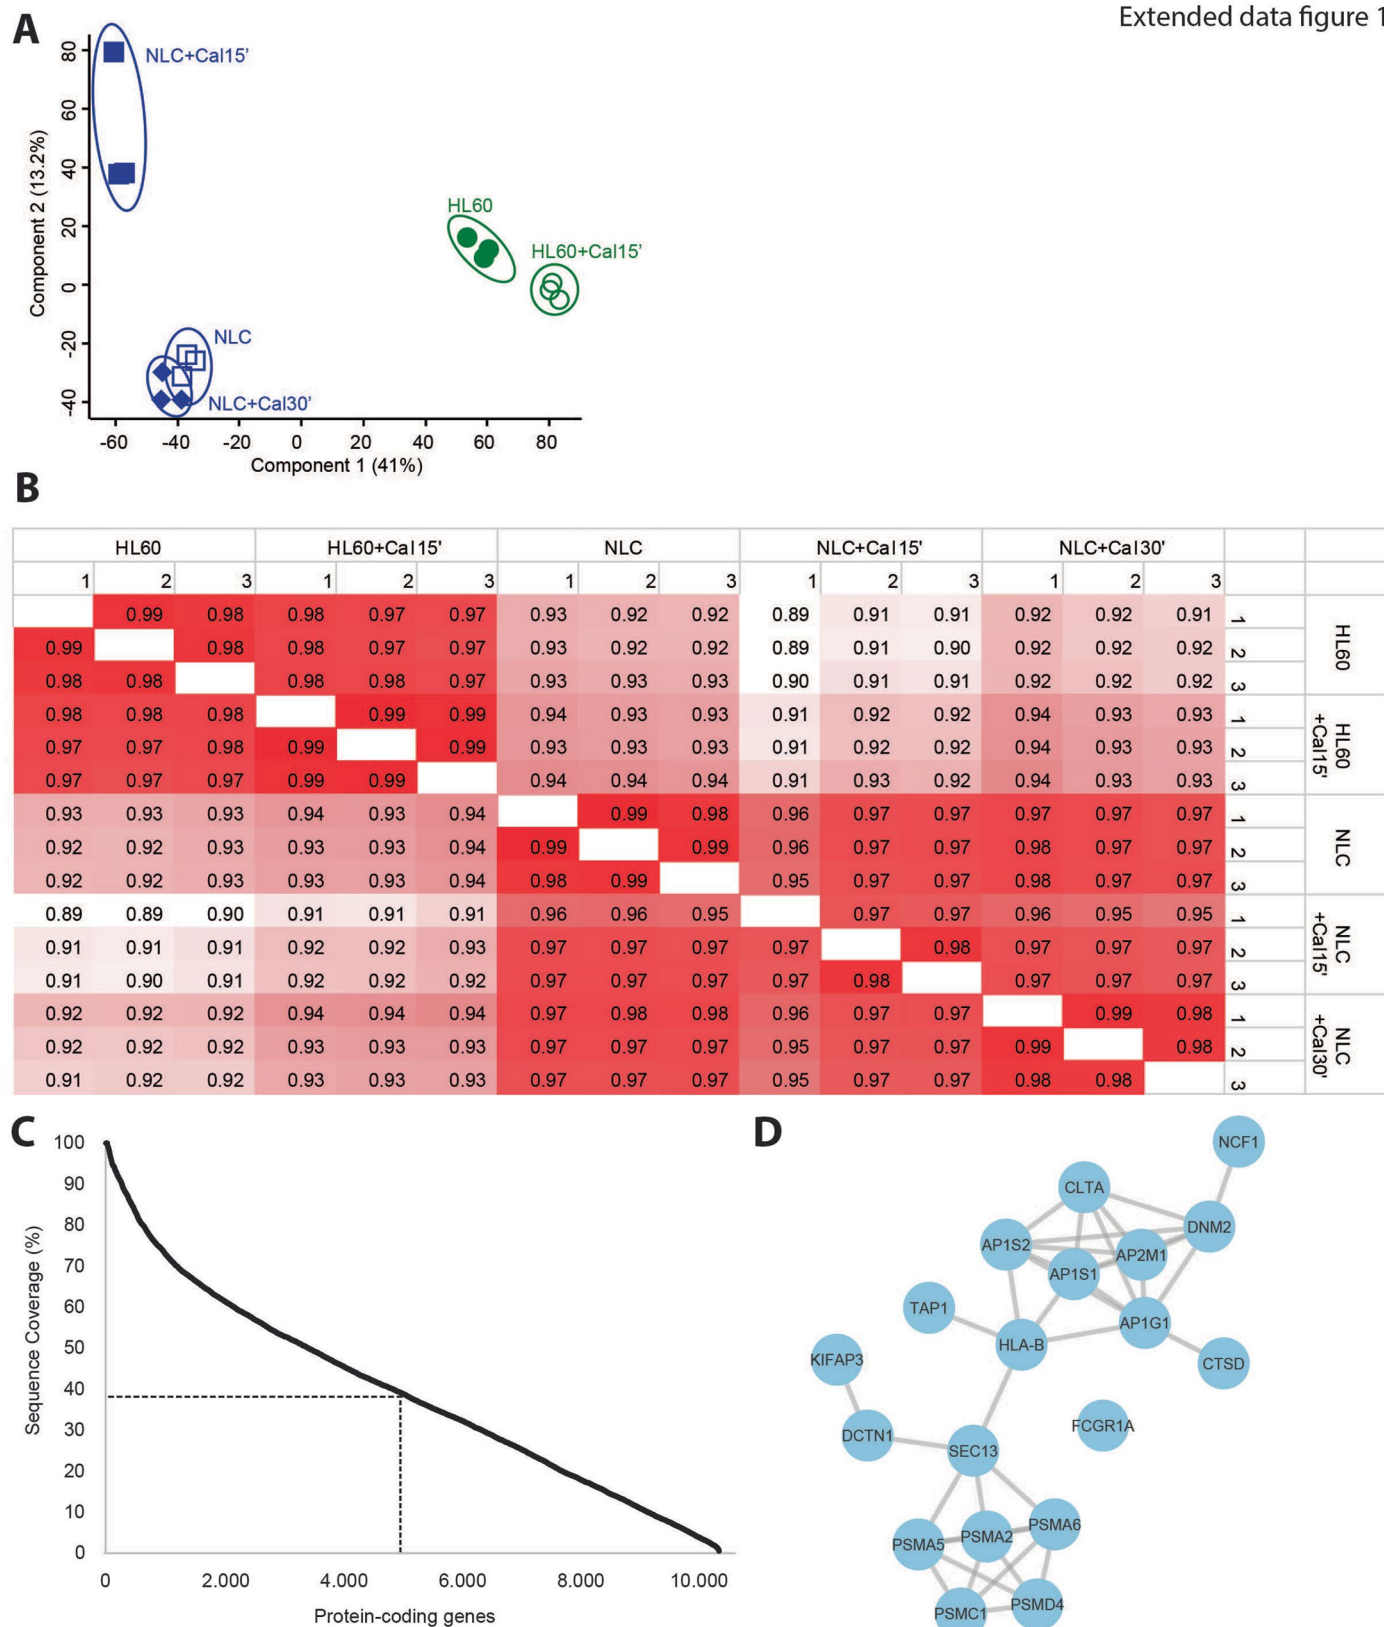 Extended data figure 1
A
NLC+Cal15’
HL60
HL60+Cal15’
NLC
NLC+Cal30’
Component 2 (13.2%)
80
60
40
20
0
-20
-40
-60 -40 -20 0 20 40 60 80
Component 1 (41%)
B
HL60 HL60+Cal15' NLC NLC+Cal15' NLC+Cal30'
1 2 3 1 2 3 1 2 3 1 2 3 1 2 3
0.99 0.98 0.98 0.97 0.97 0.93 0.92 0.92 0.89 0.91 0.91 0.92 0.92 0.91 1
0.99 0.98 0.98 0.97 0.97 0.93 0.92 0.92 0.89 0.91 0.90 0.92 0.92 0.92 2
0.98 0.98 0.98 0.98 0.97 0.93 0.93 0.93 0.90 0.91 0.91 0.92 0.92 0.92 3
HL60
0.98 0.98 0.98 0.99 0.99 0.94 0.93 0.93 0.91 0.92 0.92 0.94 0.93 0.93 1
0.97 0.97 0.98 0.99 0.99 0.93 0.93 0.93 0.91 0.92 0.92 0.94 0.93 0.93 2
0.97 0.97 0.97 0.99 0.99 0.94 0.94 0.94 0.91 0.93 0.92 0.94 0.93 0.93 3
HL60
+Cal15'
0.93 0.93 0.93 0.94 0.93 0.94 0.99 0.98 0.96 0.97 0.97 0.97 0.97 0.97 1
0.92 0.92 0.93 0.93 0.93 0.94 0.99 0.99 0.96 0.97 0.97 0.98 0.97 0.97 2
0.92 0.92 0.93 0.93 0.93 0.94 0.98 0.99 0.95 0.97 0.97 0.98 0.97 0.97 3
NLC
0.89 0.89 0.90 0.91 0.91 0.91 0.96 0.96 0.95 0.97 0.97 0.96 0.95 0.95 1
0.91 0.91 0.91 0.92 0.92 0.93 0.97 0.97 0.97 0.97 0.98 0.97 0.97 0.97 2
0.91 0.90 0.91 0.92 0.92 0.92 0.97 0.97 0.97 0.97 0.98 0.97 0.97 0.97 3
NLC
+Cal15'
0.92 0.92 0.92 0.94 0.94 0.94 0.97 0.98 0.98 0.96 0.97 0.97 0.99 0.98 1
0.92 0.92 0.92 0.93 0.93 0.93 0.97 0.97 0.97 0.95 0.97 0.97 0.99 0.98 2
0.91 0.92 0.92 0.93 0.93 0.93 0.97 0.97 0.97 0.95 0.97 0.97 0.98 0.98 3
NLC
+Cal30'
C
Sequence Coverage (%)
100
90
80
70
60
50
40
30
20
10
0
0 2.000 4.000 6.000 8.000 10.000
Protein-coding genes
D
NCF1
CLTA
DNM2
AP1S2
AP2M1
AP1S1
TAP1
AP1G1
HLA-B
KIFAP3
CTSD
FCGR1A
DCTN1
SEC13
PSMA6
PSMA2
PSMA5
PSMD4
PSMC1